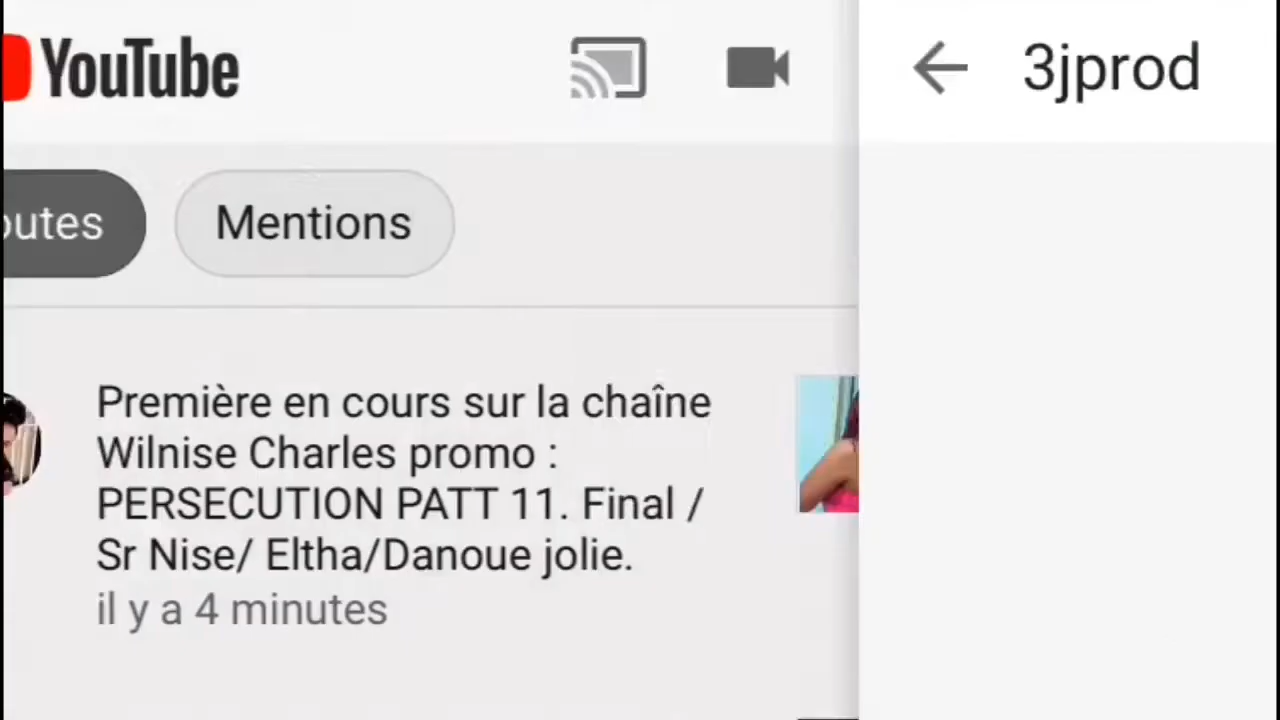 YouTube
3jprod
outes
Mentions
Première en cours sur la chaîne
Wilnise Charles promo :
PERSECUTION PATT 11. Final /
Sr Nise/ Eltha/Danoue jolie.
il y a 4 minutes